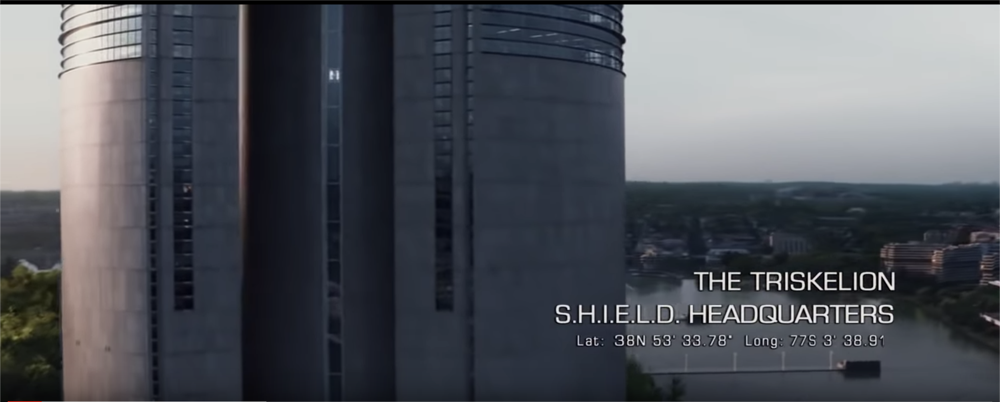 THE TRISKELION
S.H.I.E.L.D. HEADQUARTERS
Lat: 38N 53' 33.78" Long: 77S 3' 38.91